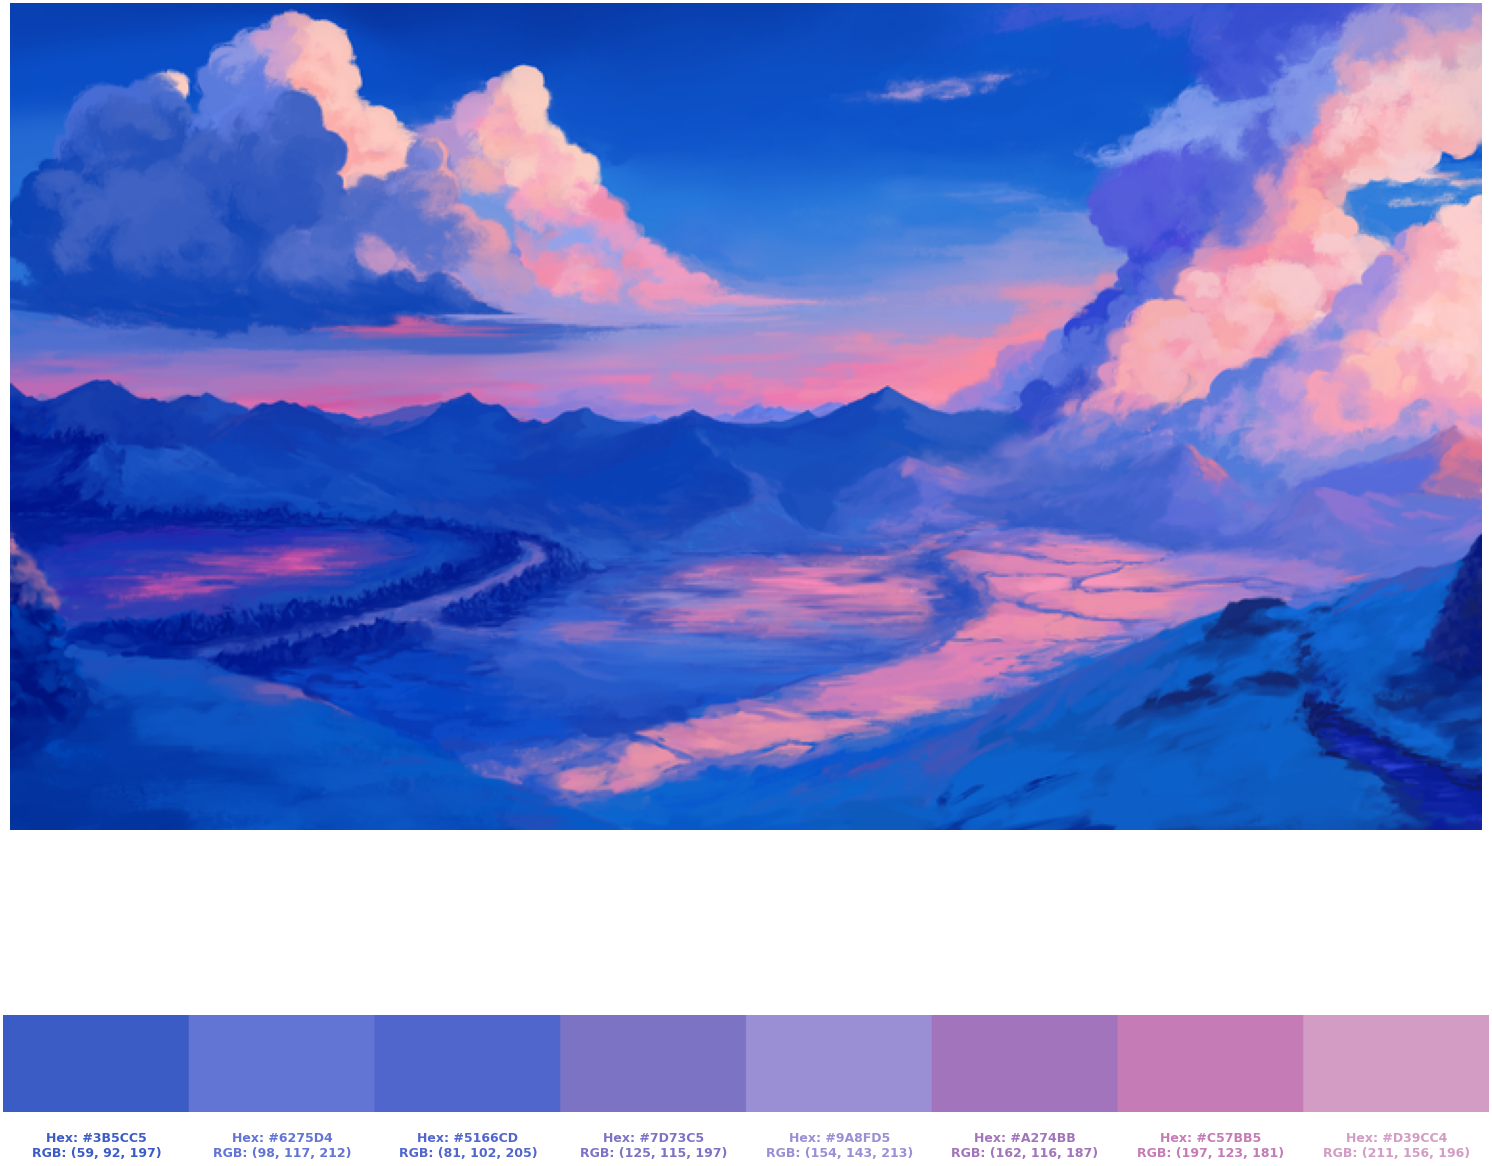 Hex: #3B5CC5 Hex: #6275D4 Hex: #5166CD Hex: #7D73C5 Hex: #9A8FD5 Hex: #A274BB Hex: #C57BB5 Hex: #D39CC4
RGB: (59, 92, 197) RGB: (98, 117, 212) RGB: (81, 102, 205) RGB: (125, 115, 197) RGB: (154, 143, 213) RGB: (162, 116, 187) RGB: (197, 123, 181) RGB: (211, 156, 196)